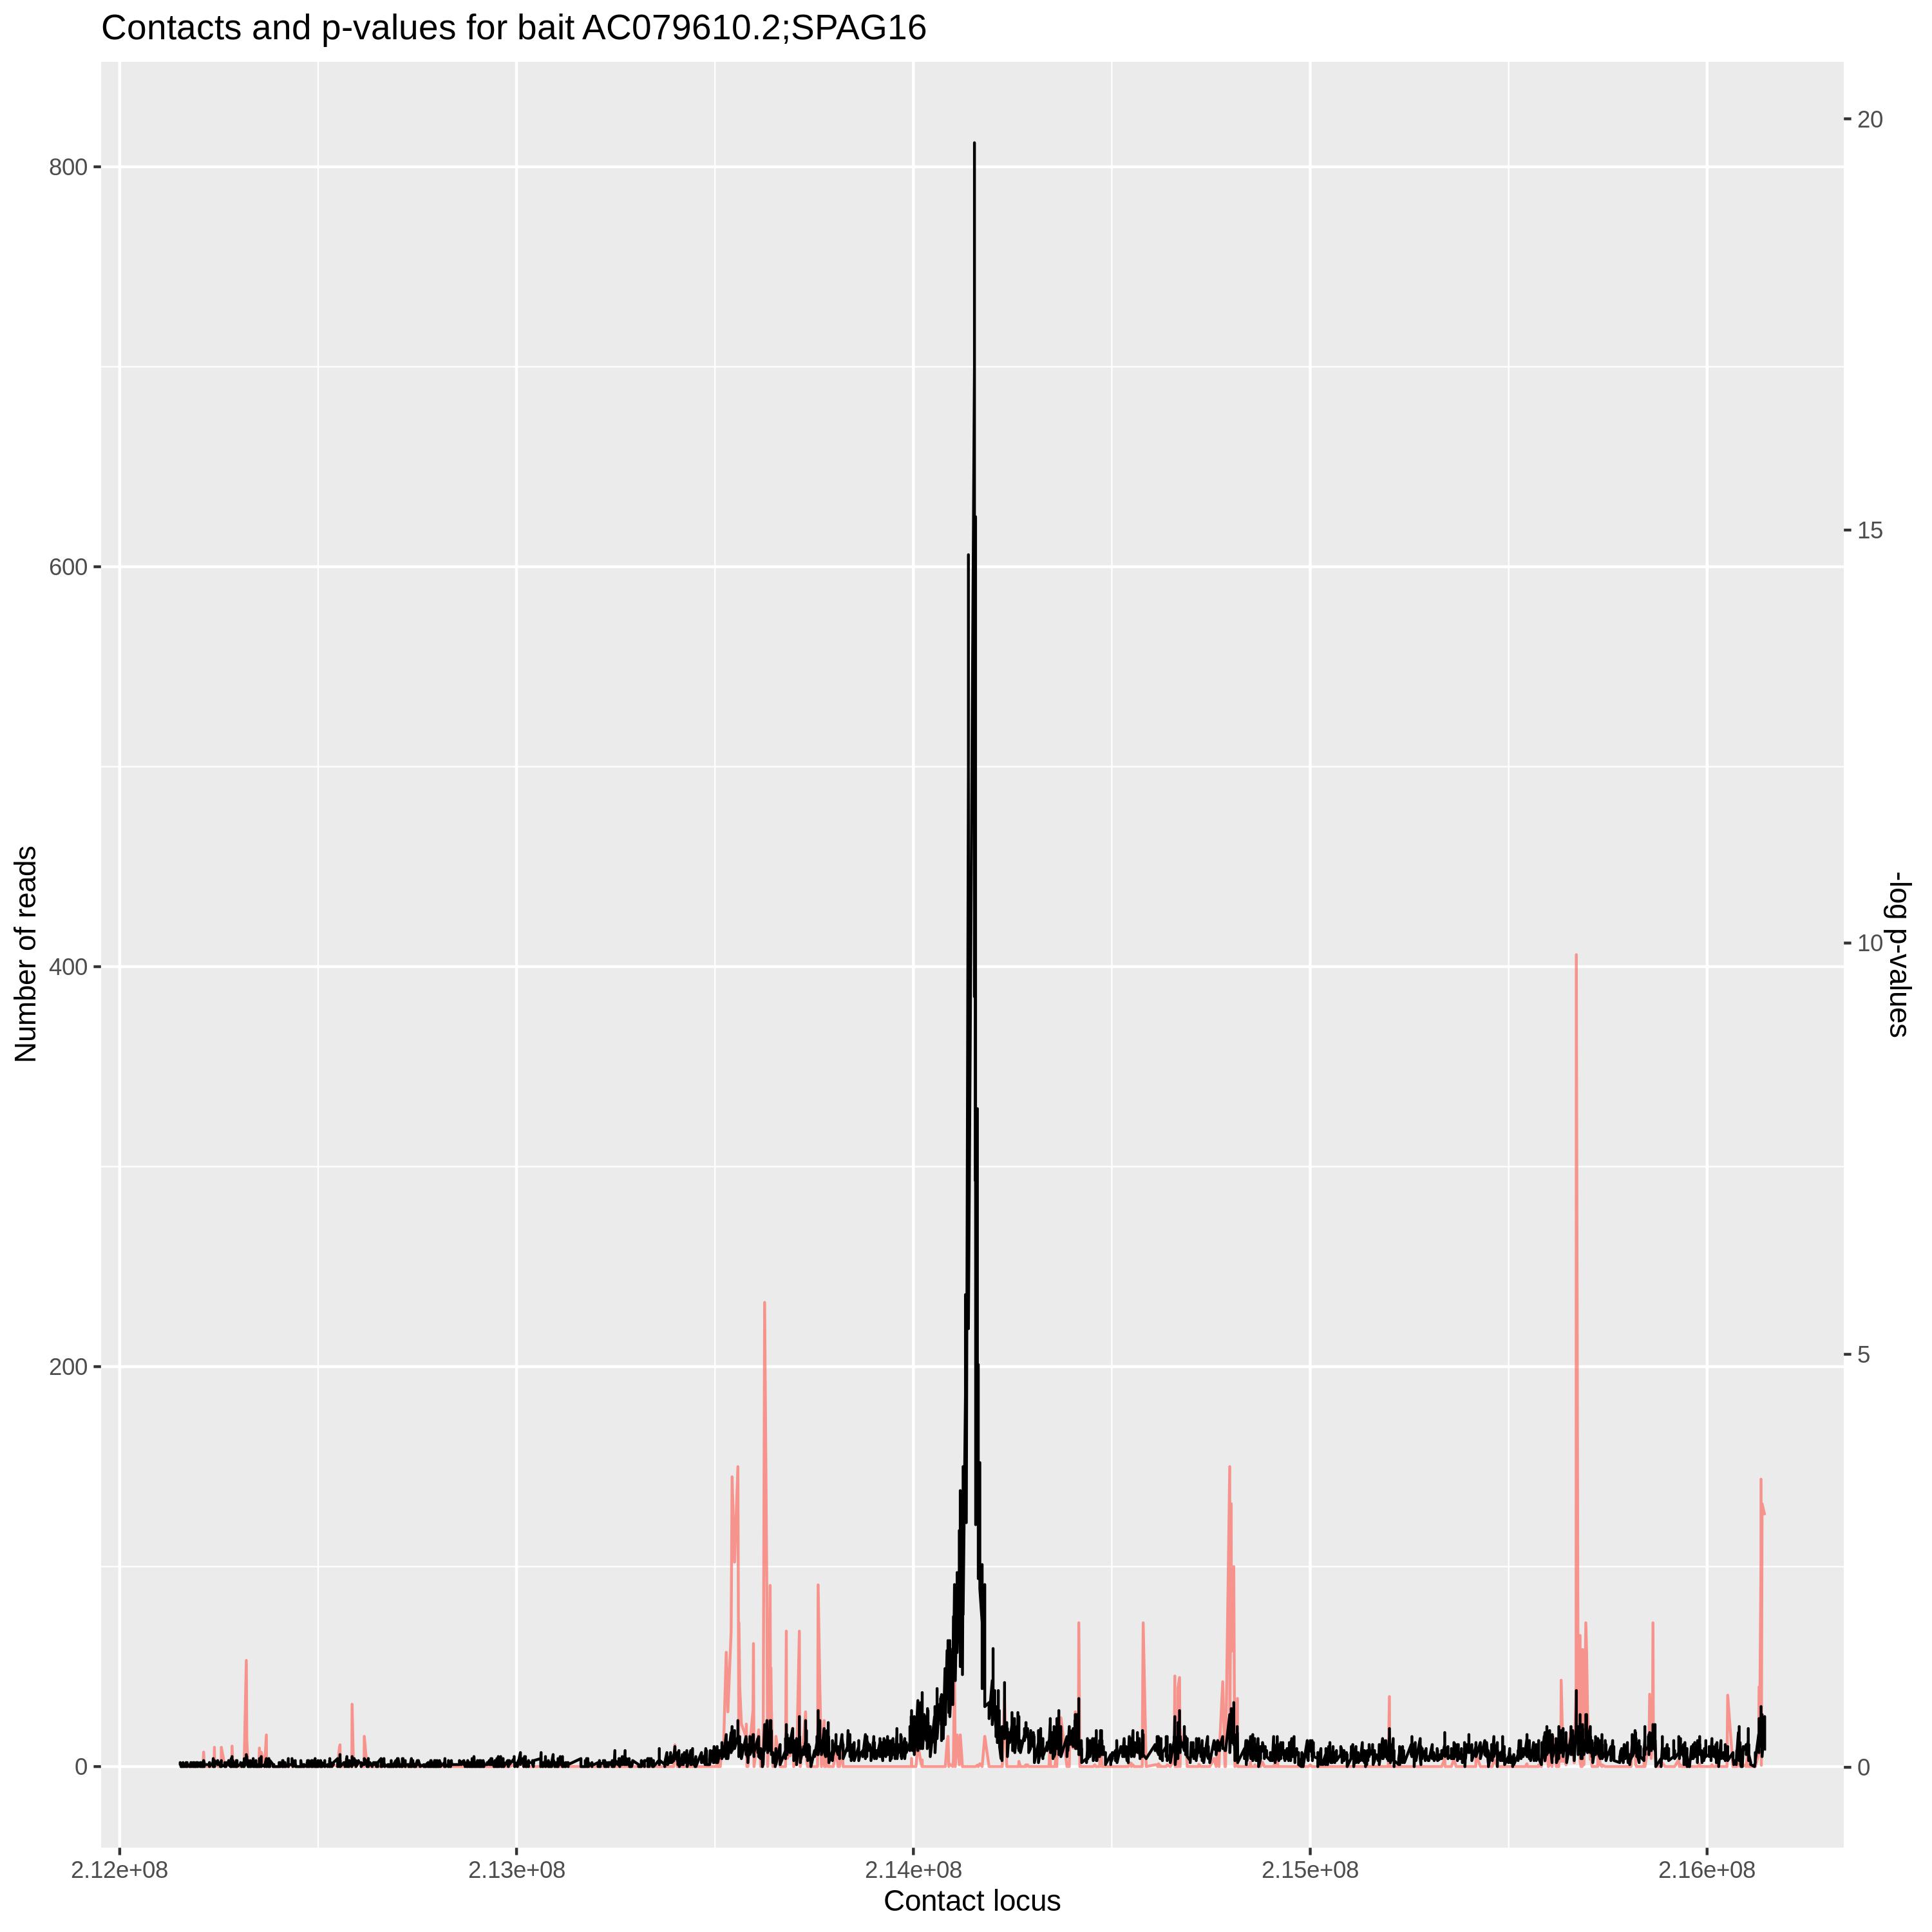 Contacts and p-values for bait AC079610.2;SPAG16
800
600
400
200
0
Number of reads
20
15
10
5
0
-log p-values
2.12e+08 2.13e+08 2.14e+08 2.15e+08 2.16e+08
Contact locus